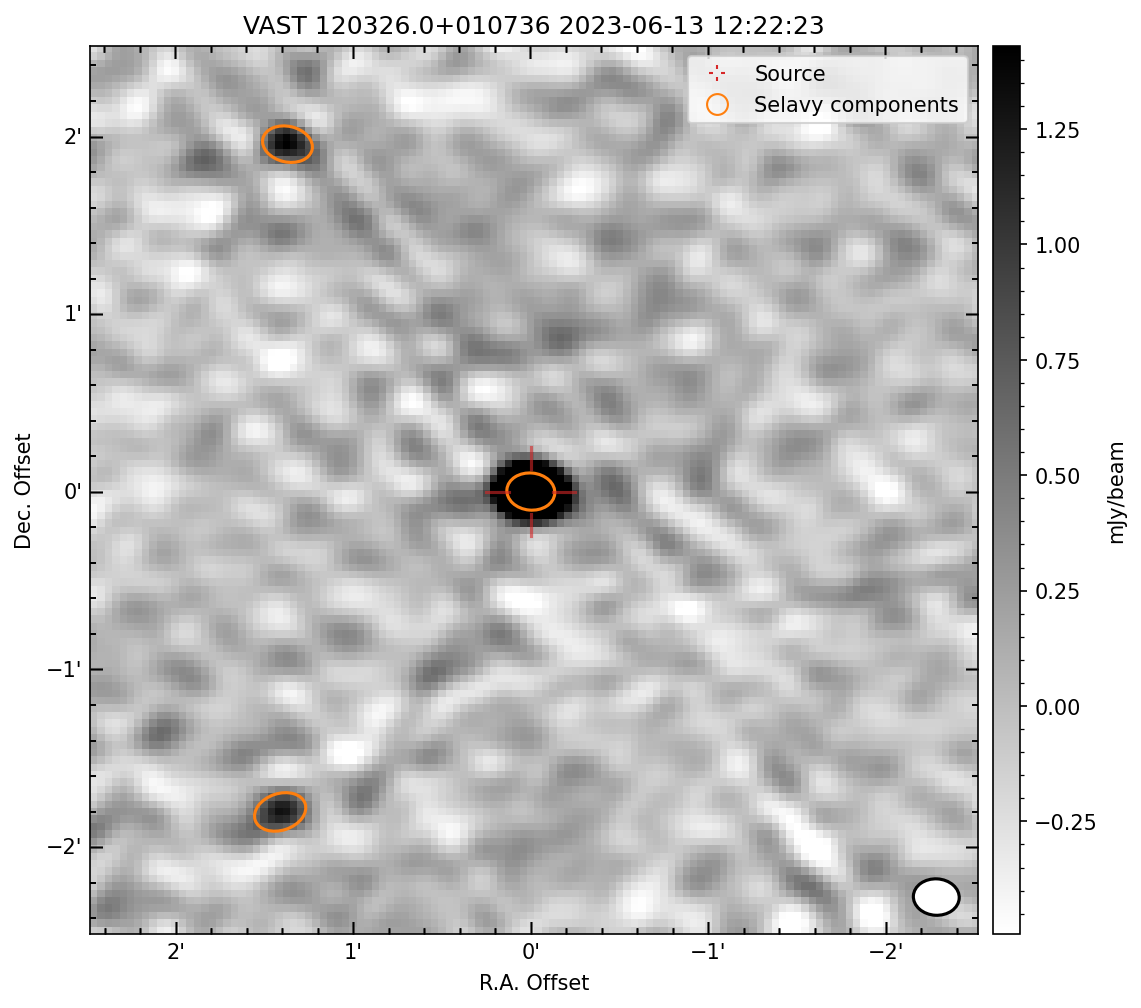 VAST 120326.0+010736 2023-06-13 12:22:23
Source
Selavy components
2'
1'
0'
−1'
−2'
Dec. Offset
2'
1'
0'
−1'
−2'
R.A. Offset
1.25
1.00
0.75
0.50
0.25
0.00
−0.25
mJy/beam